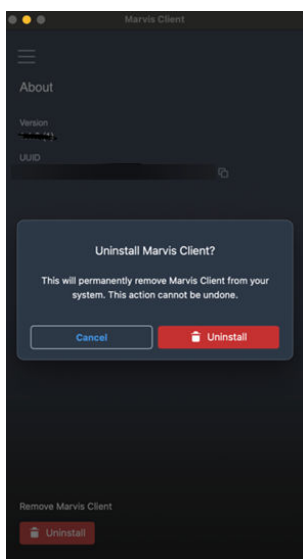 Marvis Client
About
Version
UUID
Uninstall Marvis Client?
This will permanently remove Marvis Client from your
system. This action cannot be undone.
Cancel
Uninstall
Remove Marvis Client
Uninstall